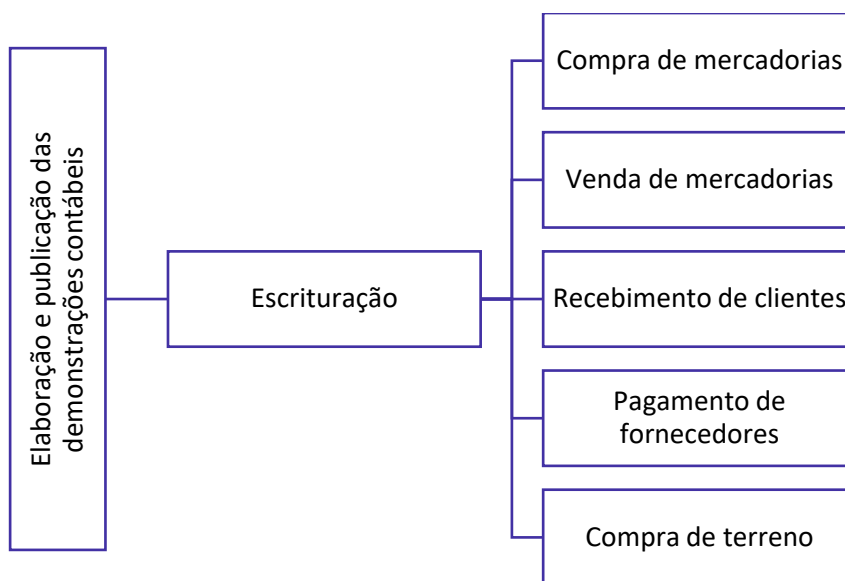 Elaboração e publicação das
demonstrações contábeis
Escrituração
Compra de mercadorias
Venda de mercadorias
Recebimento de clientes
Pagamento de
fornecedores
Compra de terreno